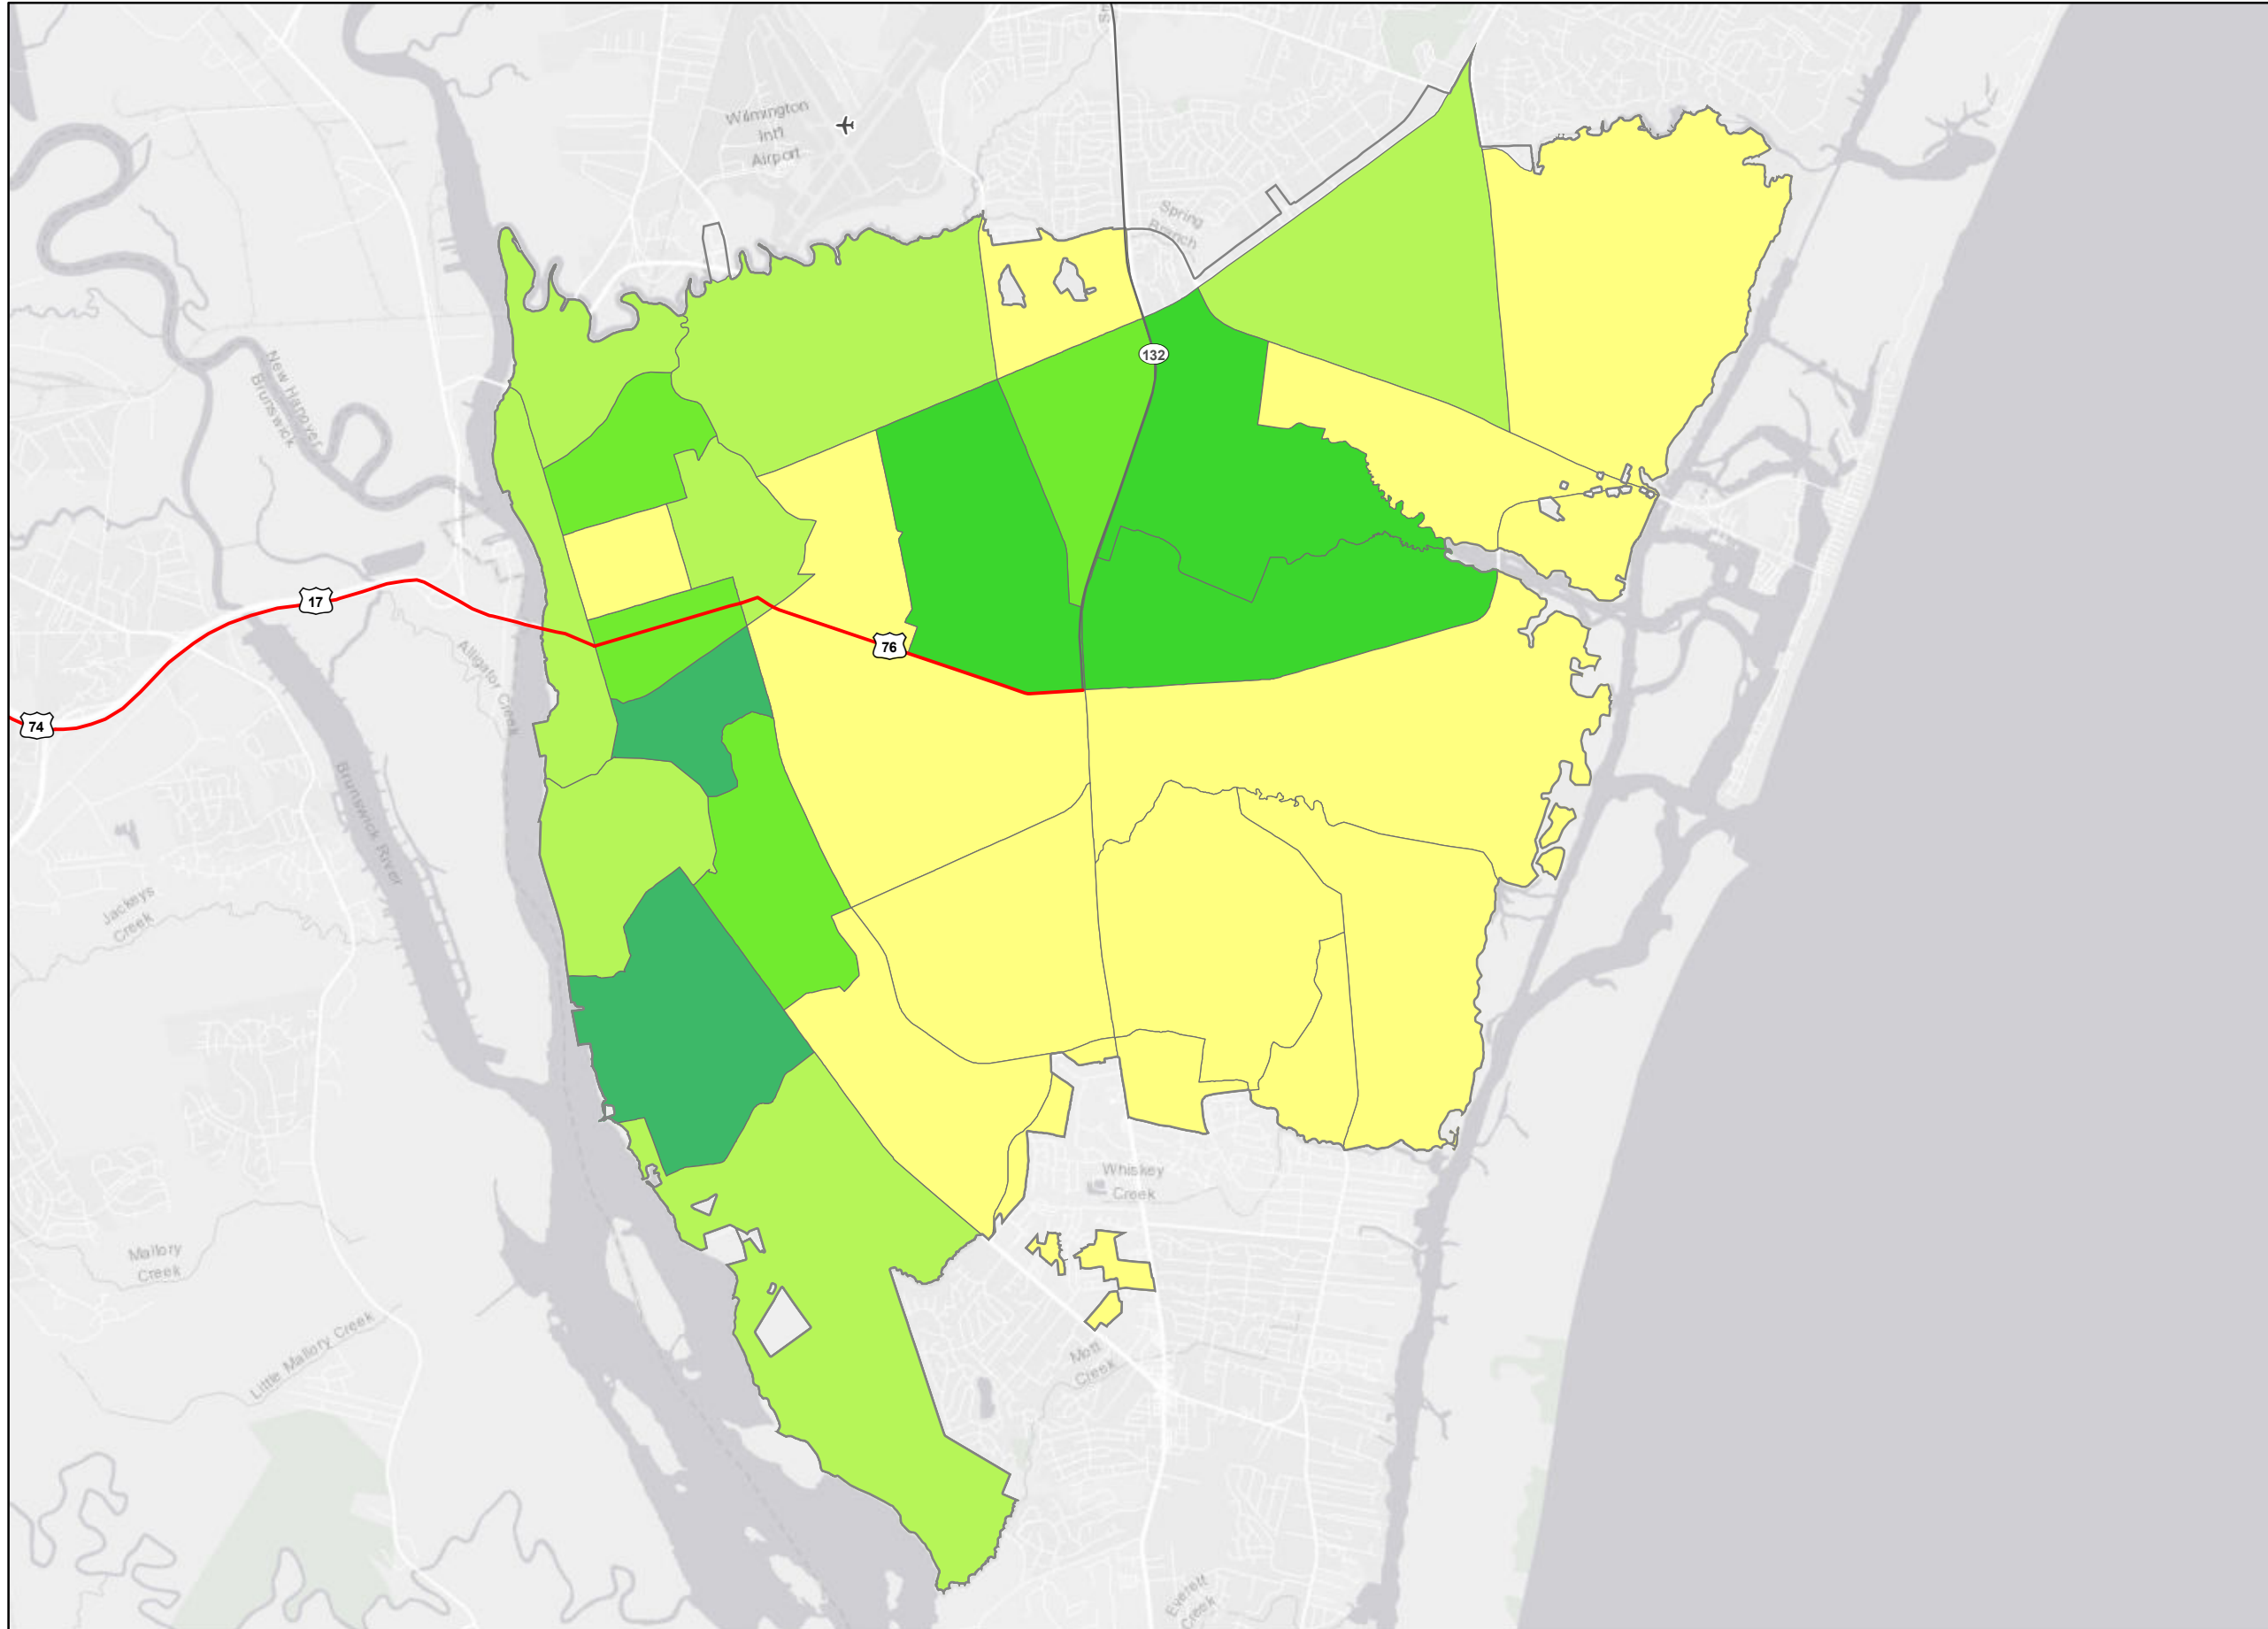 Wilmington
Int'l
Airport
Spring
Branch
132
New Hanover
Brunswick
17
76
Alligator Creek
74
Brunswick River
Jackeys
Creek
Whiskey
Creek
Mallory
Creek
Little Mallory Creek
Mott
Creek
Everett
Creek